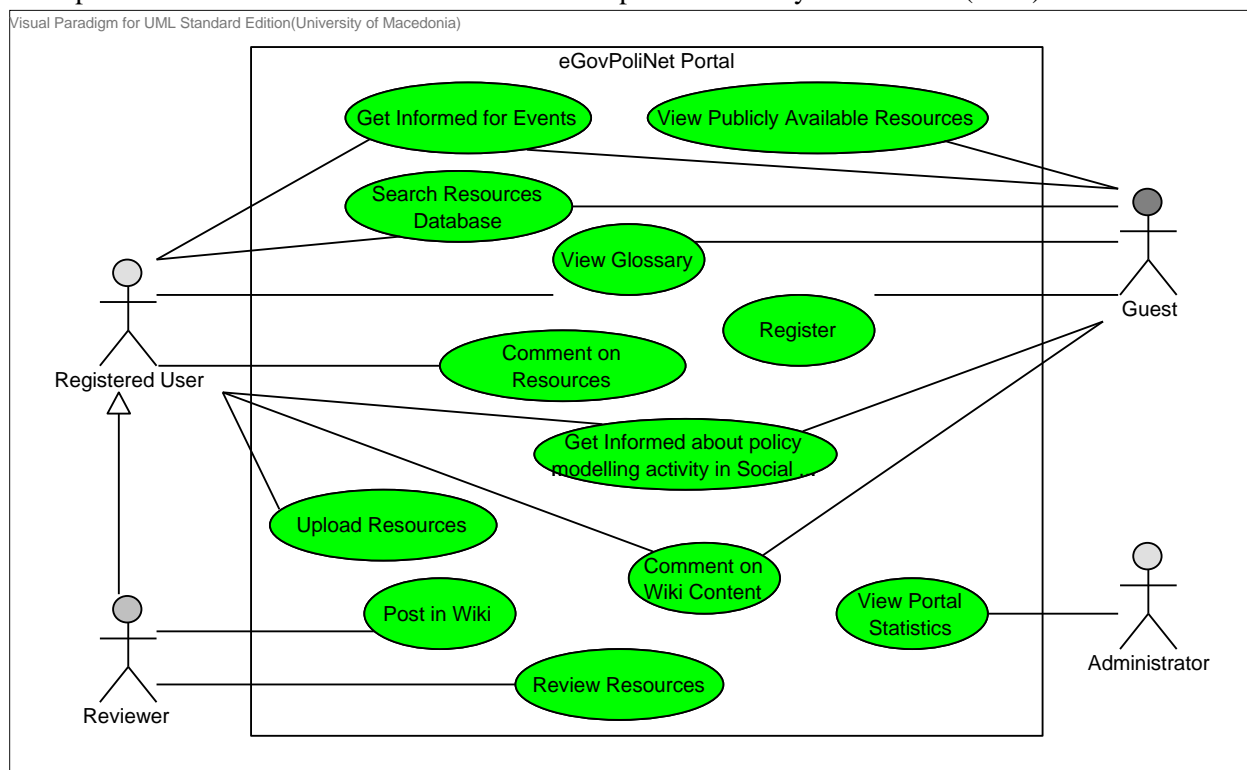 Visual Paradigm for UML Standard Edition(University of Macedonia)
eGovPoliNet Portal
Get Informed for Events
View Publicly Available Resources
Search Resources
Database
View Glossary
Register
Guest
Comment on
Resources
Registered User
Get Informed about policy
modelling activity in Social ...
Upload Resources
Comment on
Wiki Content
Post in Wiki
View Portal
Statistics
Administrator
Review Resources
Reviewer